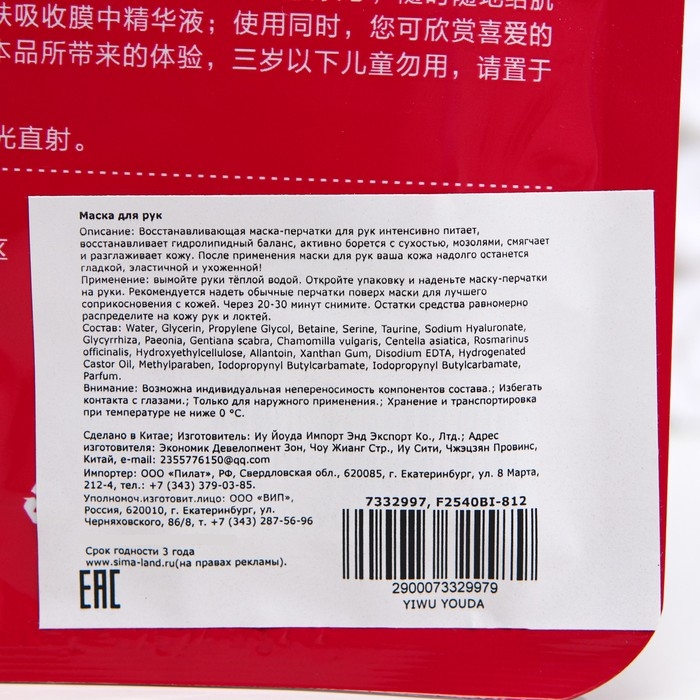 肤吸收膜中精华液；使用同时，您可欣赏喜爱的
本品所带来的体验，三岁以下儿童勿用，请置于
光直射。
Маска для рук
Описание: Восстанавливающая маска-перчатки для рук интенсивно питает,
восстанавливает гидролипидный баланс, активно борется с сухостью, мозолями, смягчает
и разглаживает кожу. После применения маски для рук ваша кожа надолго останется
гладкой, эластичной и ухоженной!
Применение: вымойте руки тёплой водой. Откройте упаковку и наденьте маску-перчатки
на руки. Рекомендуется надеть обычные перчатки поверх маски для лучшего
соприкосновения с кожей. Через 20-30 минут снимите. Остатки средства равномерно
распределите на кожу рук и локтей.
Состав: Water, Glycerin, Propylene Glycol, Betaine, Serine, Taurine, Sodium Hyaluronate,
Glycyrrhiza, Paeonia, Gentiana scabra, Chamomilla vulgaris, Centella asiatica, Rosmarinus
officinalis, Hydroxyethylcellulose, Allantoin, Xanthan Gum, Disodium EDTA, Hydrogenated
Castor Oil, Methylparaben, Iodopropynyl Butylcarbamate, Iodopropynyl Butylcarbamate,
Parfum.
Внимание: Возможна индивидуальная непереносимость компонентов состава.; Избегать
контакта с глазами.; Только для наружного применения.; Хранение и транспортировка
при температуре не ниже 0 °С.
Сделано в Китае; Изготовитель: Иу Йоуда Импорт Энд Экспорт Ко., Лтд.; Адрес
изготовителя: Экономик Девелопмент Зон, Чоу Жианг Стр., Иу Сити, Чжэцзян Провинс,
Китай, e-mail: 2355776150@qq.com
Импортер: ООО «Пилат», РФ, Свердловская обл., 620085, г. Екатеринбург, ул. 8 Марта,
212-4, тел.: +7 (343) 379-03-85.
Уполномоч.изготовит.лицо: ООО «ВИП»,
Россия, 620010, г. Екатеринбург, ул.
Черняховского, 86/8, т. +7 (343) 287-56-96
7332997, F2540BI-812
Срок годности 3 года
www.sima-land.ru(на правах рекламы).
EAC
2900073329979
YIWU YOUDA